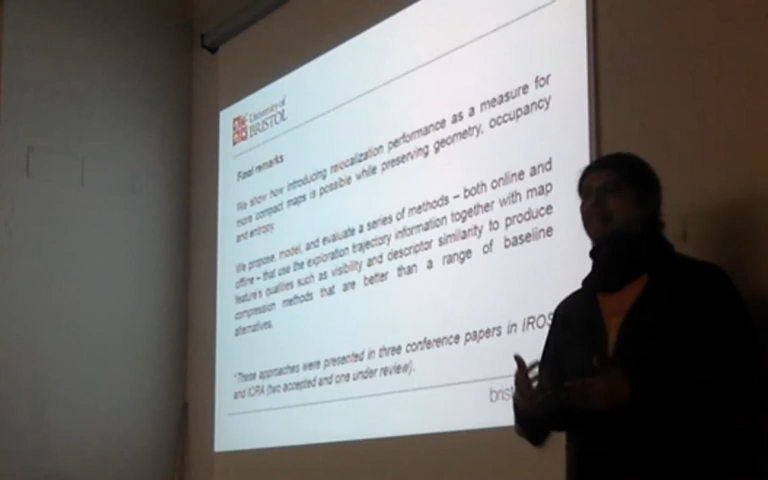 University of
BRISTOL
Final remarks
We show how introducing relocalization performance as a measure for
more compact maps is possible while preserving geometry, occupancy
and entropy.
We propose, model, and evaluate a series of methods – both online and
offline – that use the exploration trajectory information together with map
feature's qualities such as visibility and descriptor similarity to produce
compression methods that are better than a range of baseline
alternatives.
*These approaches were presented in three conference papers in IROS
and ICRA (two accepted and one under review).
brist